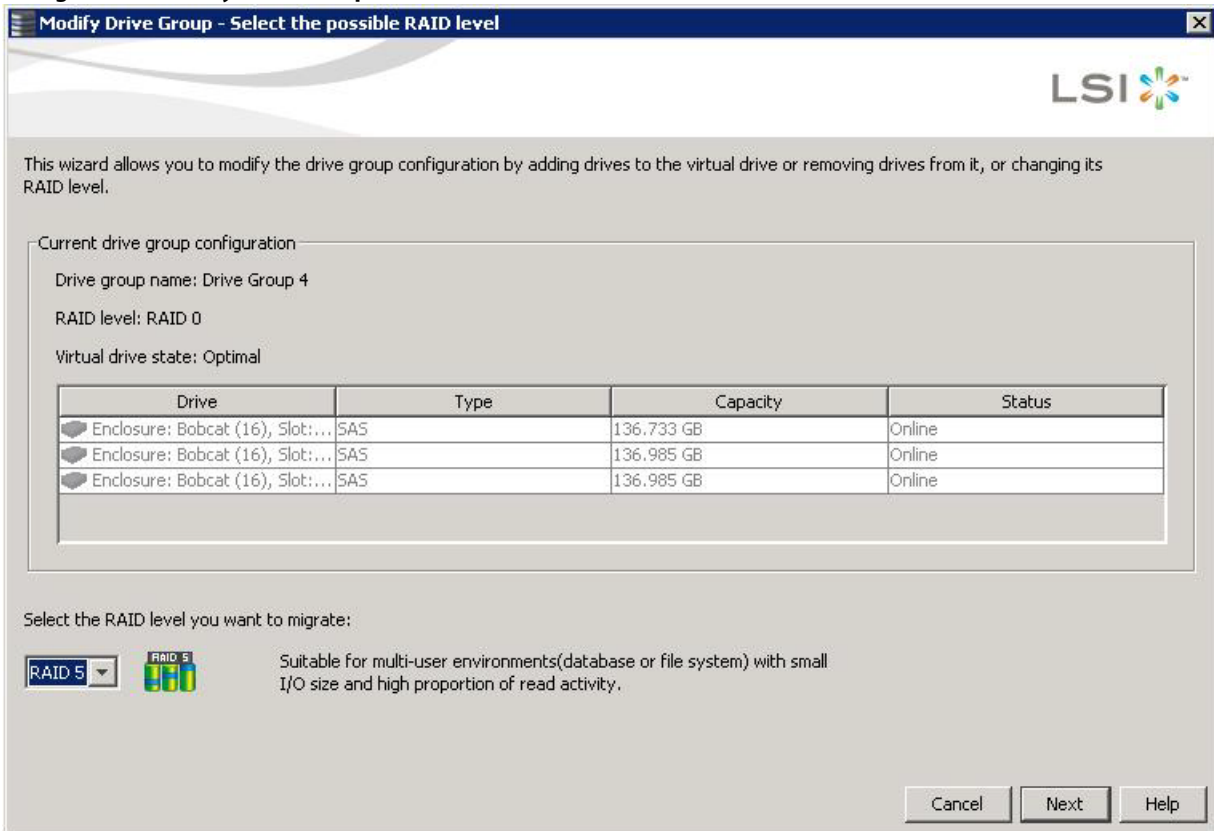 Modify Drive Group - Select the possible RAID level
LSI
This wizard allows you to modify the drive group configuration by adding drives to the virtual drive or removing drives from it, or changing its
RAID level.
Current drive group configuration
Drive group name: Drive Group 4
RAID level: RAID 0
Virtual drive state: Optimal
Drive Type Capacity Status
Enclosure: Bobcat (16), Slot:... SAS 136.733 GB Online
Enclosure: Bobcat (16), Slot:... SAS 136.985 GB Online
Enclosure: Bobcat (16), Slot:... SAS 136.985 GB Online
Select the RAID level you want to migrate:
RAID 5
RAID 5
Suitable for multi-user environments(database or file system) with small
I/O size and high proportion of read activity.
Cancel Next Help